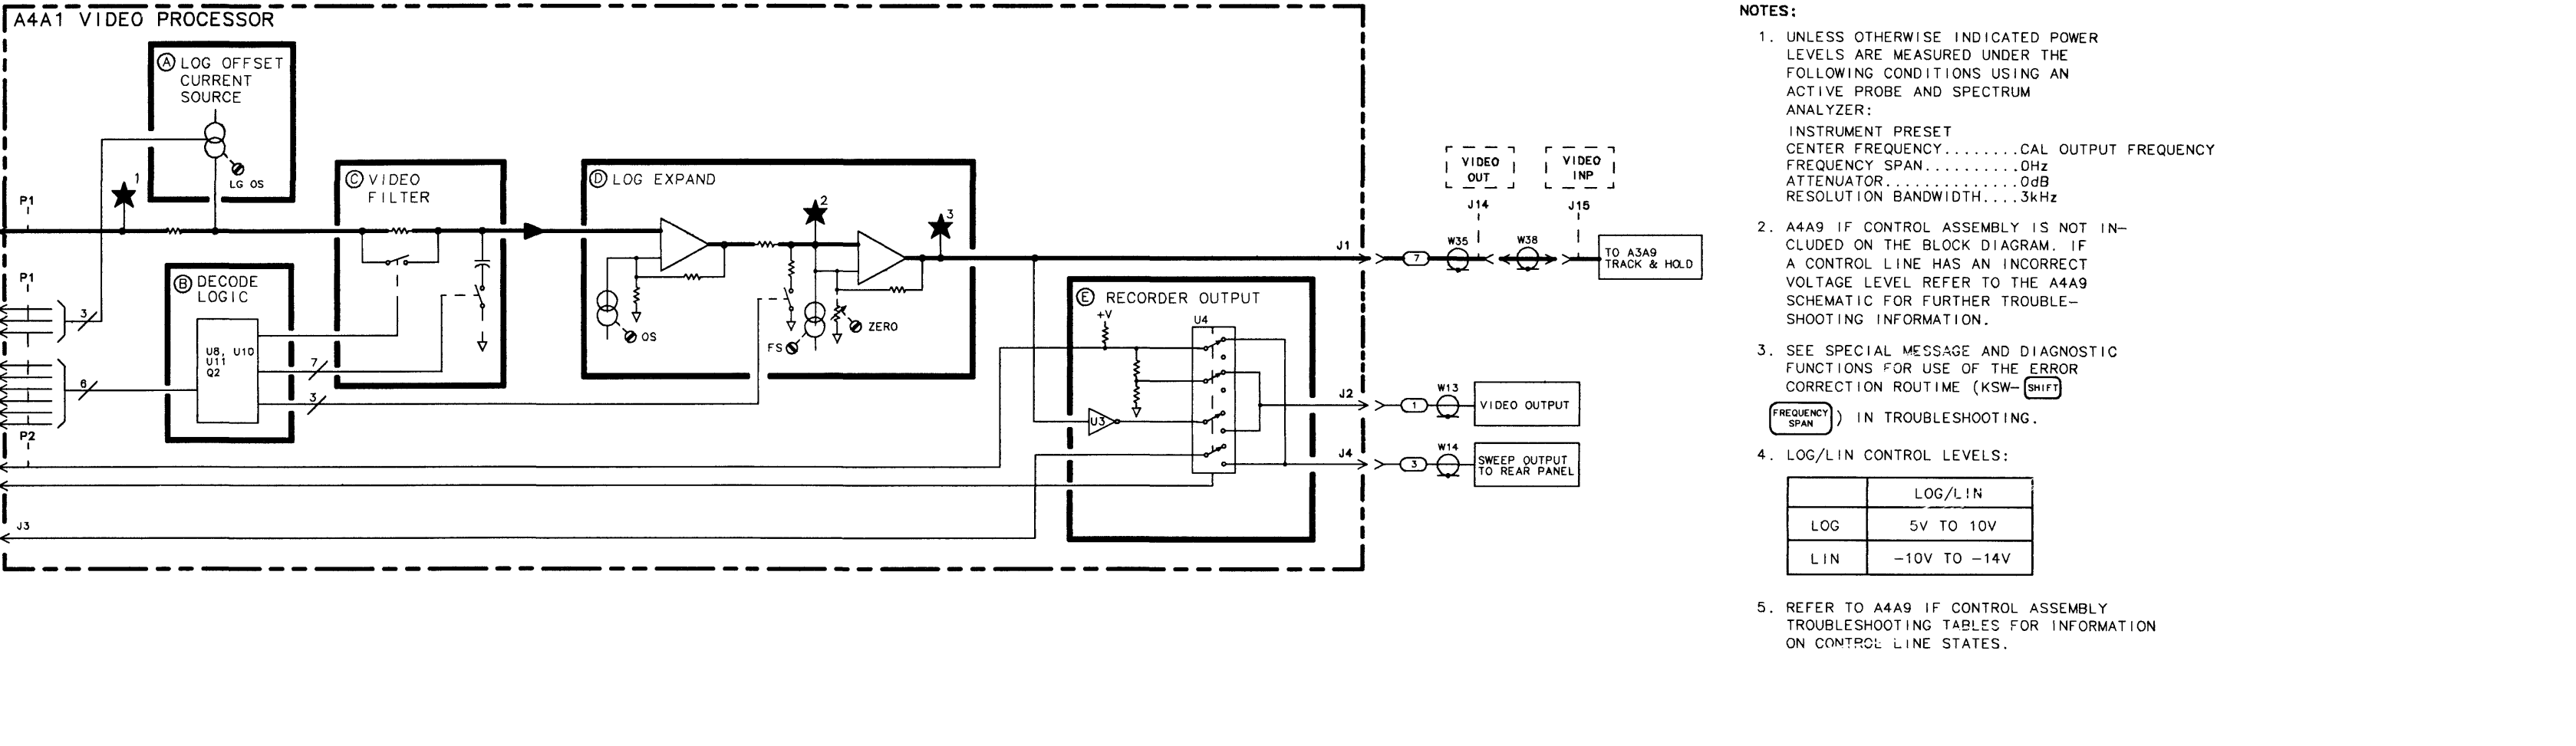 A4A1 VIDEO PROCESSOR
A LOG OFFSET
CURRENT
SOURCE
LG OS
1
P1
P1
3
6
P2
J3
B DECODE
LOGIC
U8, U10
U11
Q2
7
3
C VIDEO
FILTER
D LOG EXPAND
OS
2
FS
ZERO
3
E RECORDER OUTPUT
+V
U4
U3
J1
7
W35
VIDEO
OUT
J14
W38
VIDEO
INP
J15
TO A3A9
TRACK & HOLD
J2
1
W13
VIDEO OUTPUT
J4
3
W14
SWEEP OUTPUT
TO REAR PANEL
NOTES:
1. UNLESS OTHERWISE INDICATED POWER
LEVELS ARE MEASURED UNDER THE
FOLLOWING CONDITIONS USING AN
ACTIVE PROBE AND SPECTRUM
ANALYZER:
INSTRUMENT PRESET
CENTER FREQUENCY........CAL OUTPUT FREQUENCY
FREQUENCY SPAN..........0Hz
ATTENUATOR..............0dB
RESOLUTION BANDWIDTH....3kHz
2. A4A9 IF CONTROL ASSEMBLY IS NOT IN-
CLUDED ON THE BLOCK DIAGRAM. IF
A CONTROL LINE HAS AN INCORRECT
VOLTAGE LEVEL REFER TO THE A4A9
SCHEMATIC FOR FURTHER TROUBLE-
SHOOTING INFORMATION.
3. SEE SPECIAL MESSAGE AND DIAGNOSTIC
FUNCTIONS FOR USE OF THE ERROR
CORRECTION ROUTINE (KSW- SHIFT
FREQUENCY SPAN ) IN TROUBLESHOOTING.
4. LOG/LIN CONTROL LEVELS:
LOG/LIN
LOG 5V TO 10V
LIN -10V TO -14V
5. REFER TO A4A9 IF CONTROL ASSEMBLY
TROUBLESHOOTING TABLES FOR INFORMATION
ON CONTROL LINE STATES.